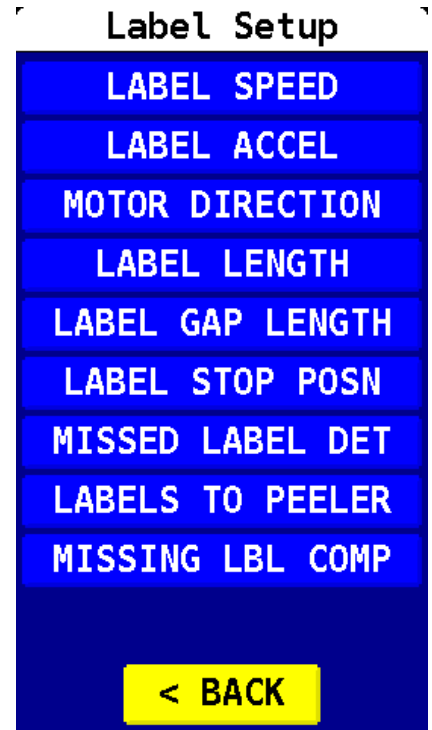 Label Setup
LABEL SPEED
LABEL ACCEL
MOTOR DIRECTION
LABEL LENGTH
LABEL GAP LENGTH
LABEL STOP POSN
MISSED LABEL DET
LABELS TO PEELER
MISSING LBL COMP
< BACK